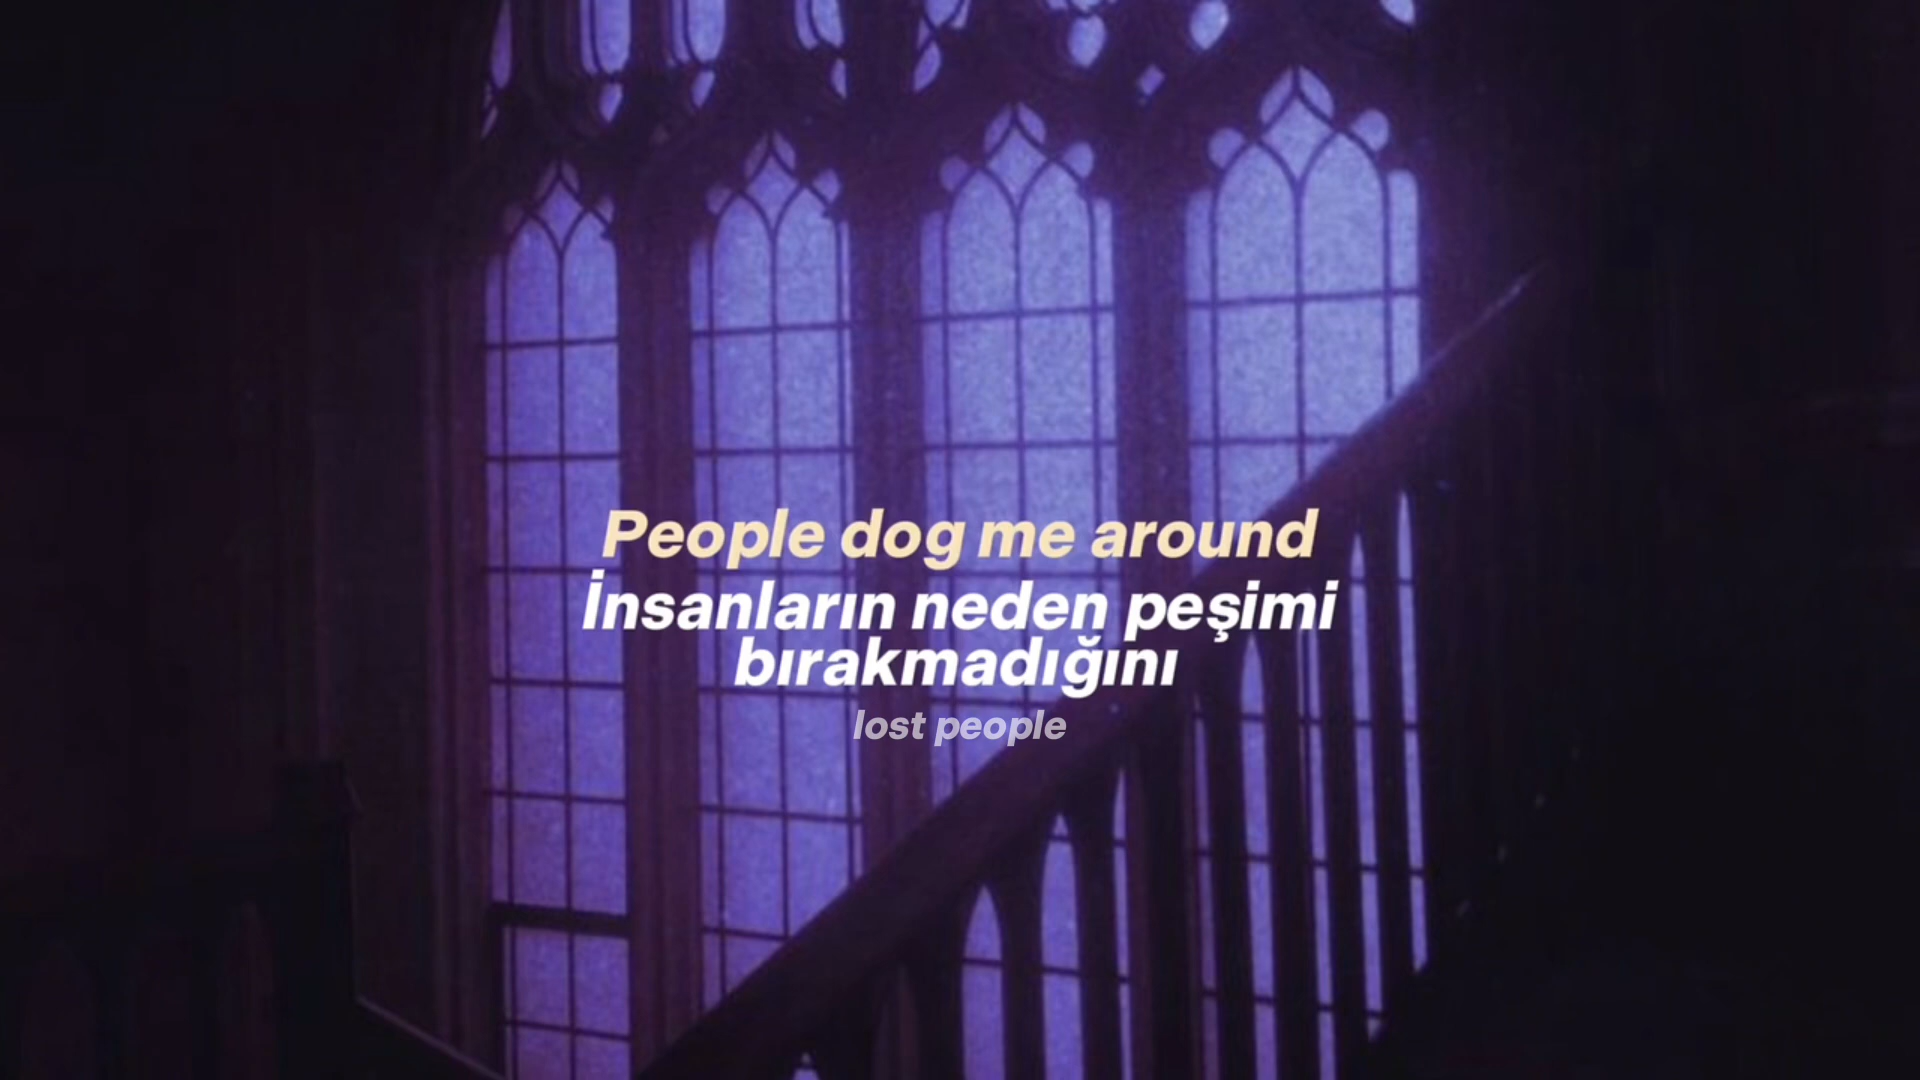 People dog me around
İnsanların neden peşimi
bırakmadığını
lost people